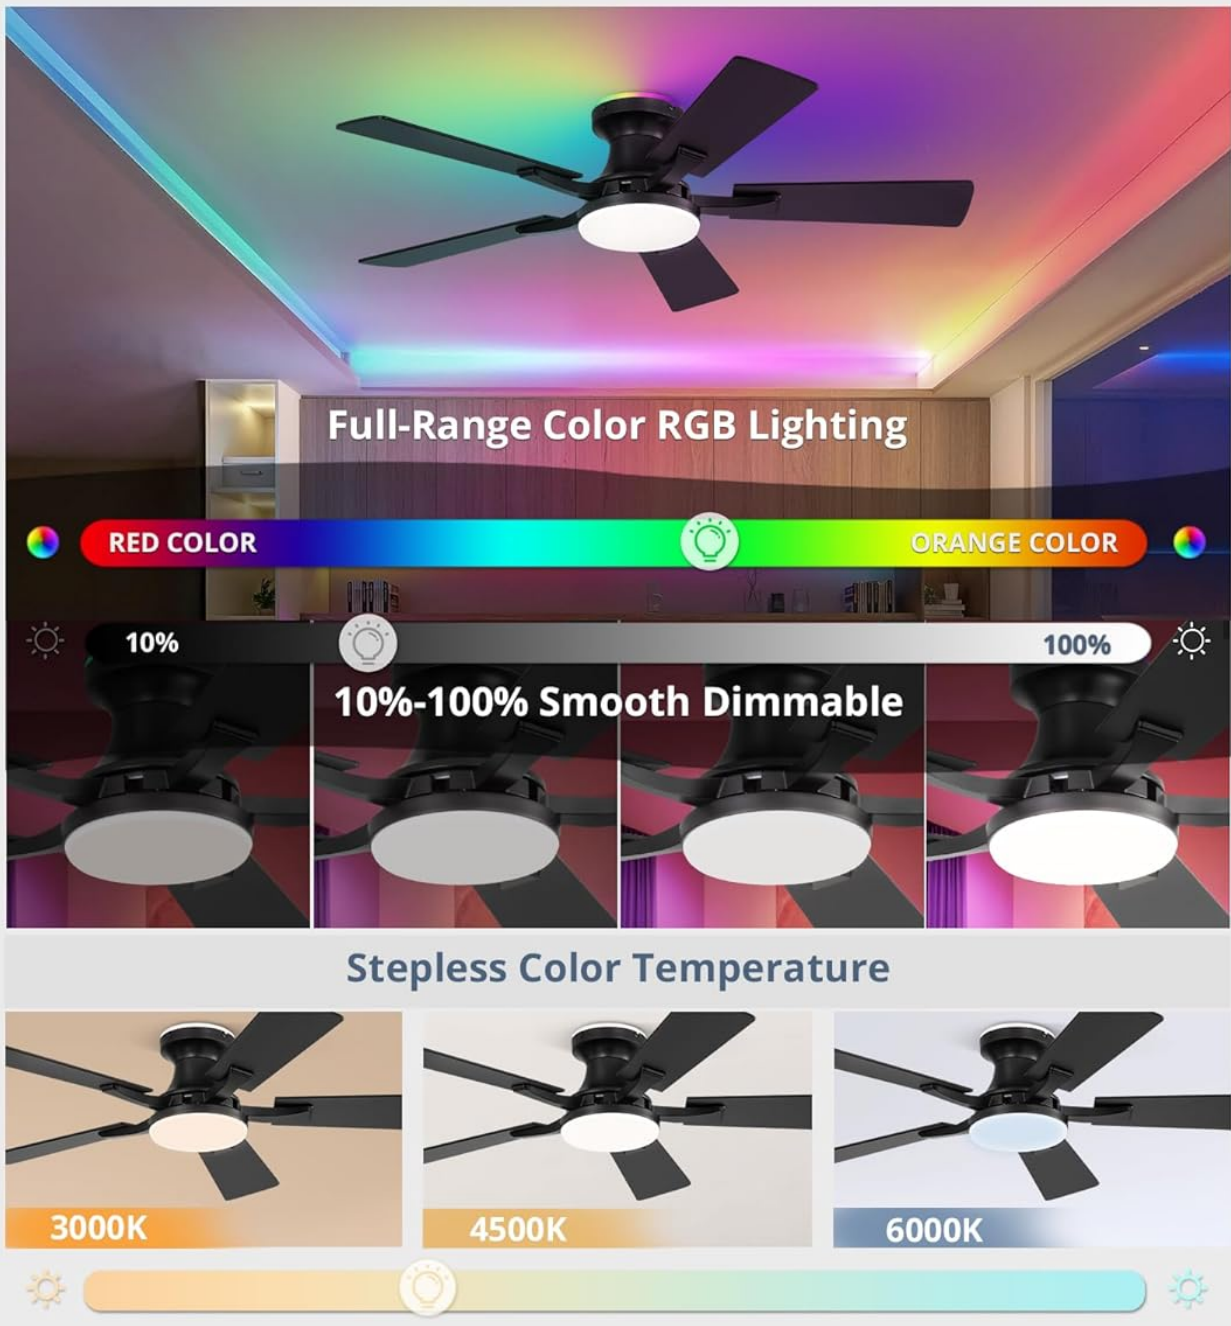 Full-Range Color RGB Lighting
RED COLOR
ORANGE COLOR
10%
100%
10%-100% Smooth Dimmable
Stepless Color Temperature
3000K
4500K
6000K